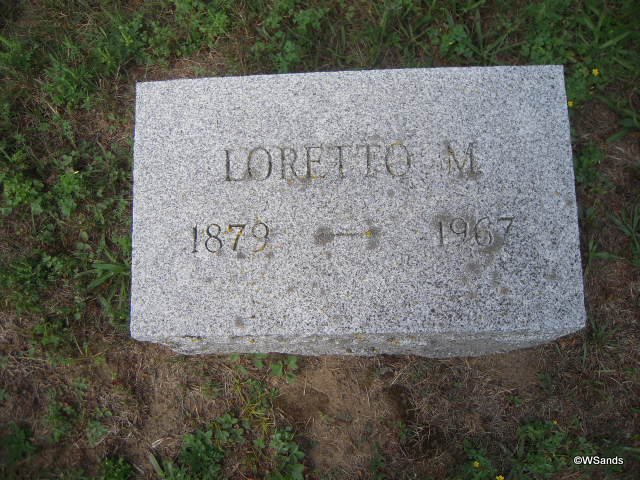 LORETTO M.
1879 — 1967
©WSands